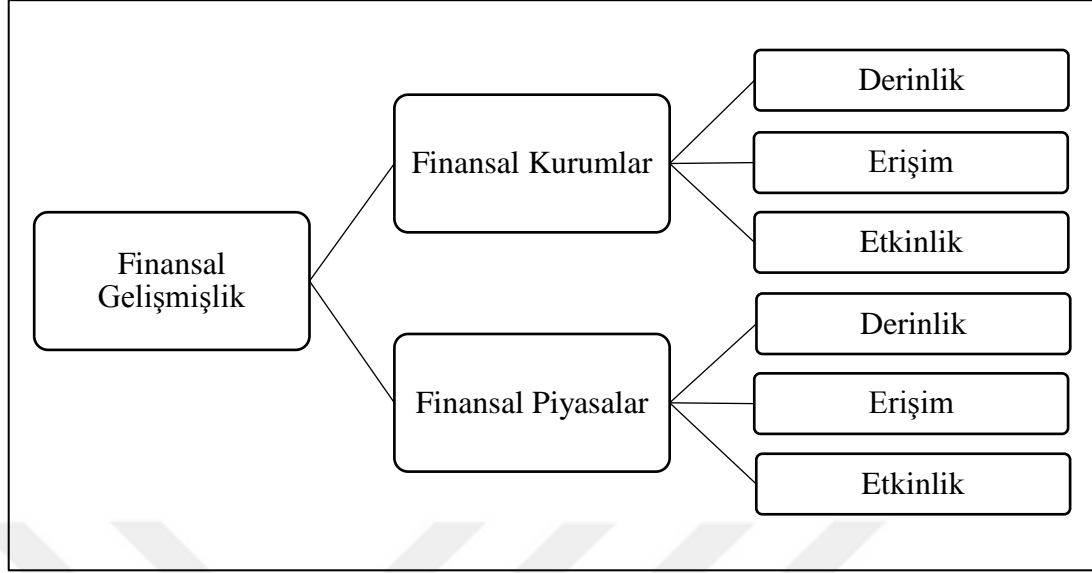 Finansal
Gelişmişlik
Finansal Kurumlar
Derinlik
Erişim
Etkinlik
Finansal Piyasalar
Derinlik
Erişim
Etkinlik